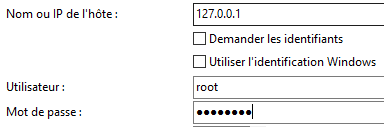 Nom ou IP de l'hôte : 127.0.0.1
Demander les identifiants
Utiliser l'identification Windows
Utilisateur : root
Mot de passe : ●●●●●●●●